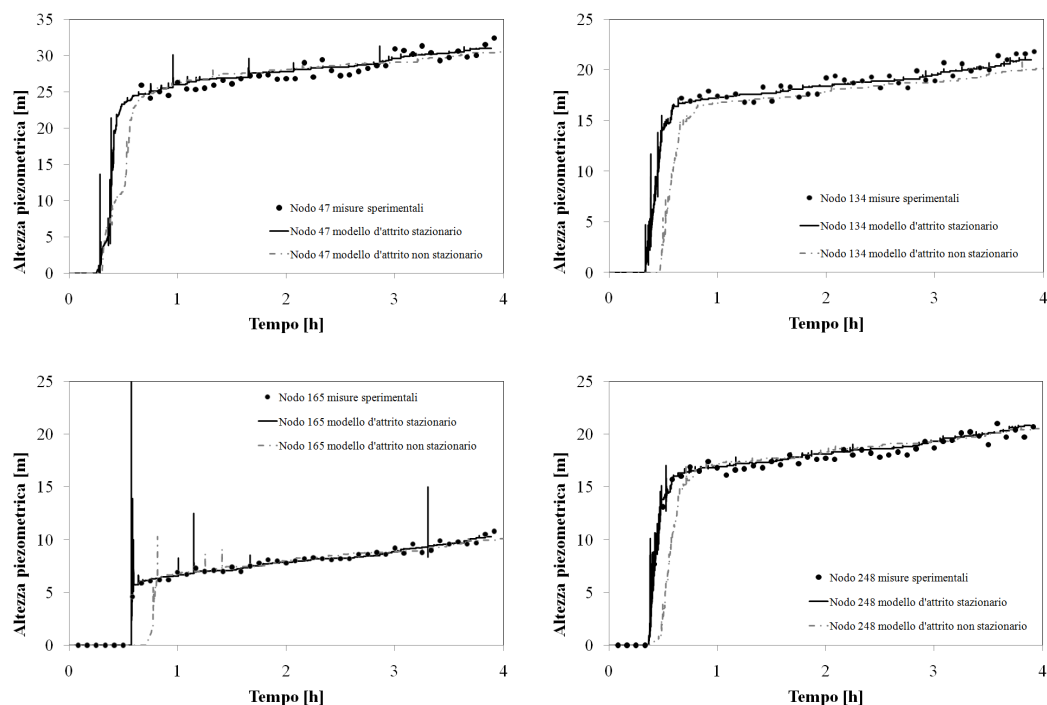 35
30
25
20
15
10
5
0
Altezza piezometrica [m]
Nodo 47 misure sperimentali
Nodo 47 modello d'attrito stazionario
Nodo 47 modello d'attrito non stazionario
0 1 2 3 4
Tempo [h]
25
20
15
10
5
0
Altezza piezometrica [m]
Nodo 134 misure sperimentali
Nodo 134 modello d'attrito stazionario
Nodo 134 modello d'attrito non stazionario
0 1 2 3 4
Tempo [h]
25
20
15
10
5
0
Altezza piezometrica [m]
Nodo 165 misure sperimentali
Nodo 165 modello d'attrito stazionario
Nodo 165 modello d'attrito non stazionario
0 1 2 3 4
Tempo [h]
25
20
15
10
5
0
Altezza piezometrica [m]
Nodo 248 misure sperimentali
Nodo 248 modello d'attrito stazionario
Nodo 248 modello d'attrito non stazionario
0 1 2 3 4
Tempo [h]